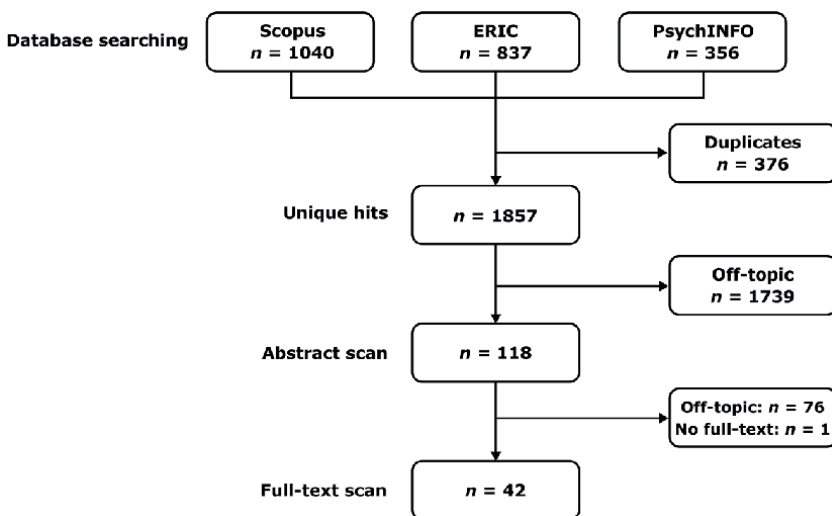 Database searching
Scopus
n = 1040
ERIC
n = 837
PsychINFO
n = 356
Duplicates
n = 376
Unique hits
n = 1857
Off-topic
n = 1739
Abstract scan
n = 118
Off-topic: n = 76
No full-text: n = 1
Full-text scan
n = 42